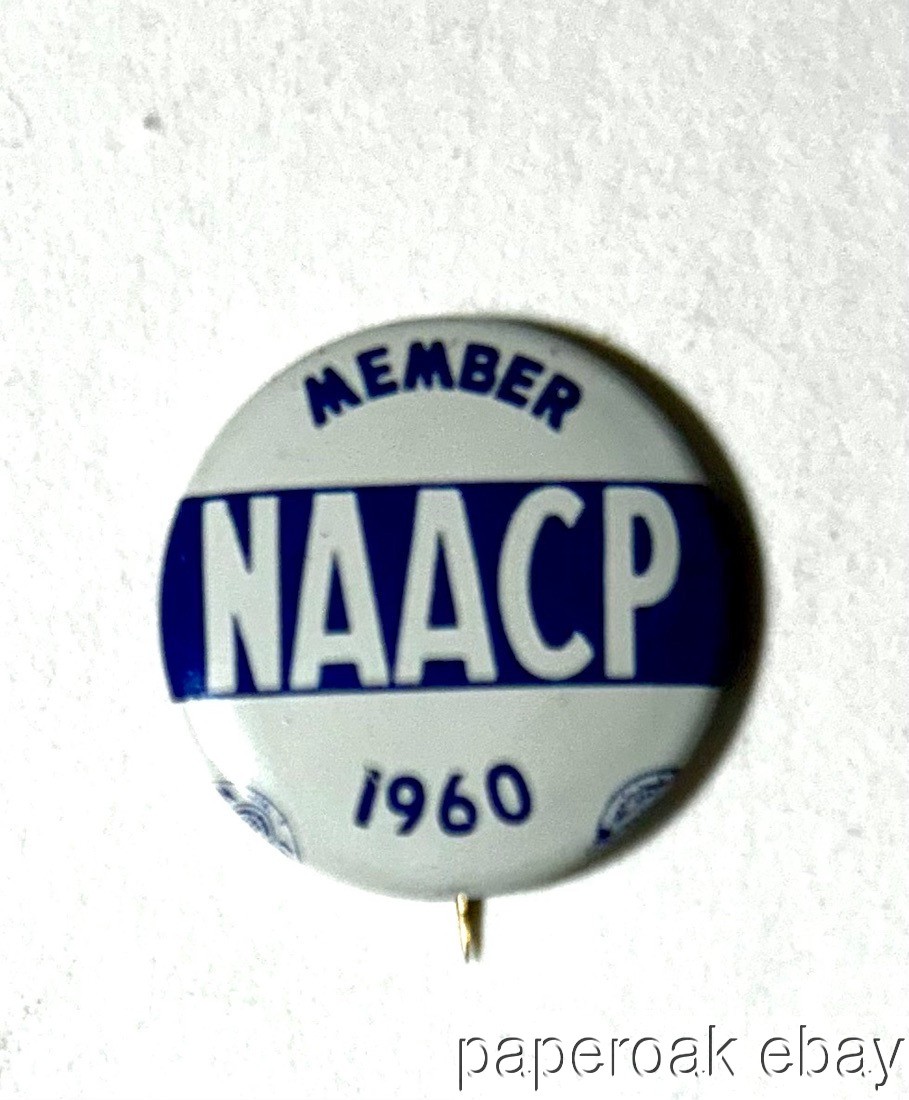 MEMBER
NAACP
1960
paperoak ebay